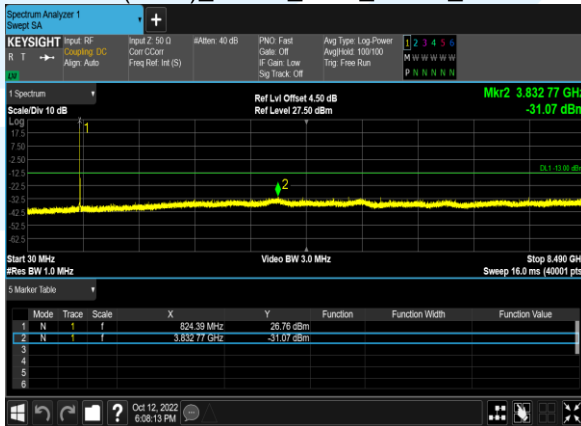 Spectrum Analyzer 1
Swept SA
+
KEYSIGHT Input: RF Input Z: 50 Ω #Atten: 40 dB PNO: Fast Avg Type: Log-Power 1 2 3 4 5 6
R T Coupling: DC Corr CCorr Gate: Off Avg|Hold: 100/100 M W W W W W
Align: Auto Freq Ref: Int (S) IF Gain: Low Trig: Free Run
Sig Track: Off P N N N N N
1 Spectrum Ref Lvl Offset 4.50 dB Mkr2 3.832 77 GHz
Scale/Div 10 dB Ref Level 27.50 dBm -31.07 dBm
Log
1
17.5
7.50
-2.50
-12.5 DL1 -13.00 dBm
-22.5
2
-32.5
-42.5
-52.5
-62.5
Start 30 MHz Video BW 3.0 MHz Stop 8.490 GHz
#Res BW 1.0 MHz Sweep 16.0 ms (40001 pts)
5 Marker Table
Mode Trace Scale X Y Function Function Width Function Value
1 N 1 f 824.39 MHz 26.76 dBm
2 N 1 f 3.832 77 GHz -31.07 dBm
3
4
5
6
? Oct 12, 2022
6:08:13 PM